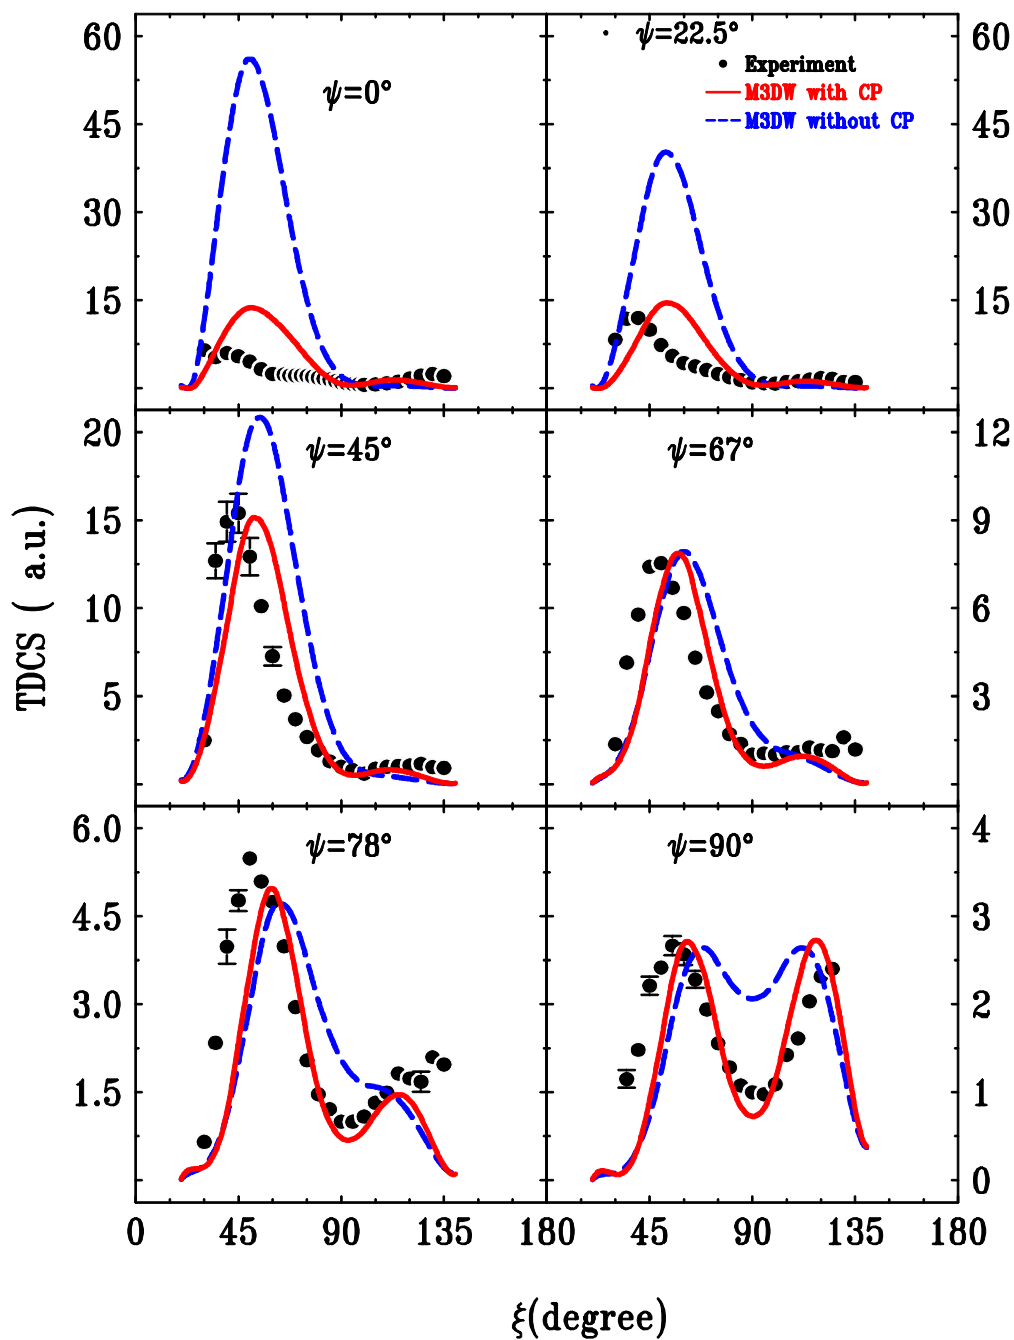 60
45
30
15
ψ=0°
ψ=22.5°
Experiment
M3DW with CP
M3DW without CP
60
45
30
15
20
15
10
5
ψ=45°
ψ=67°
12
9
6
3
TDCS ( a.u.)
6.0
4.5
3.0
1.5
ψ=78°
ψ=90°
4
3
2
1
0
0 45 90 135 180 45 90 135 180
ξ(degree)